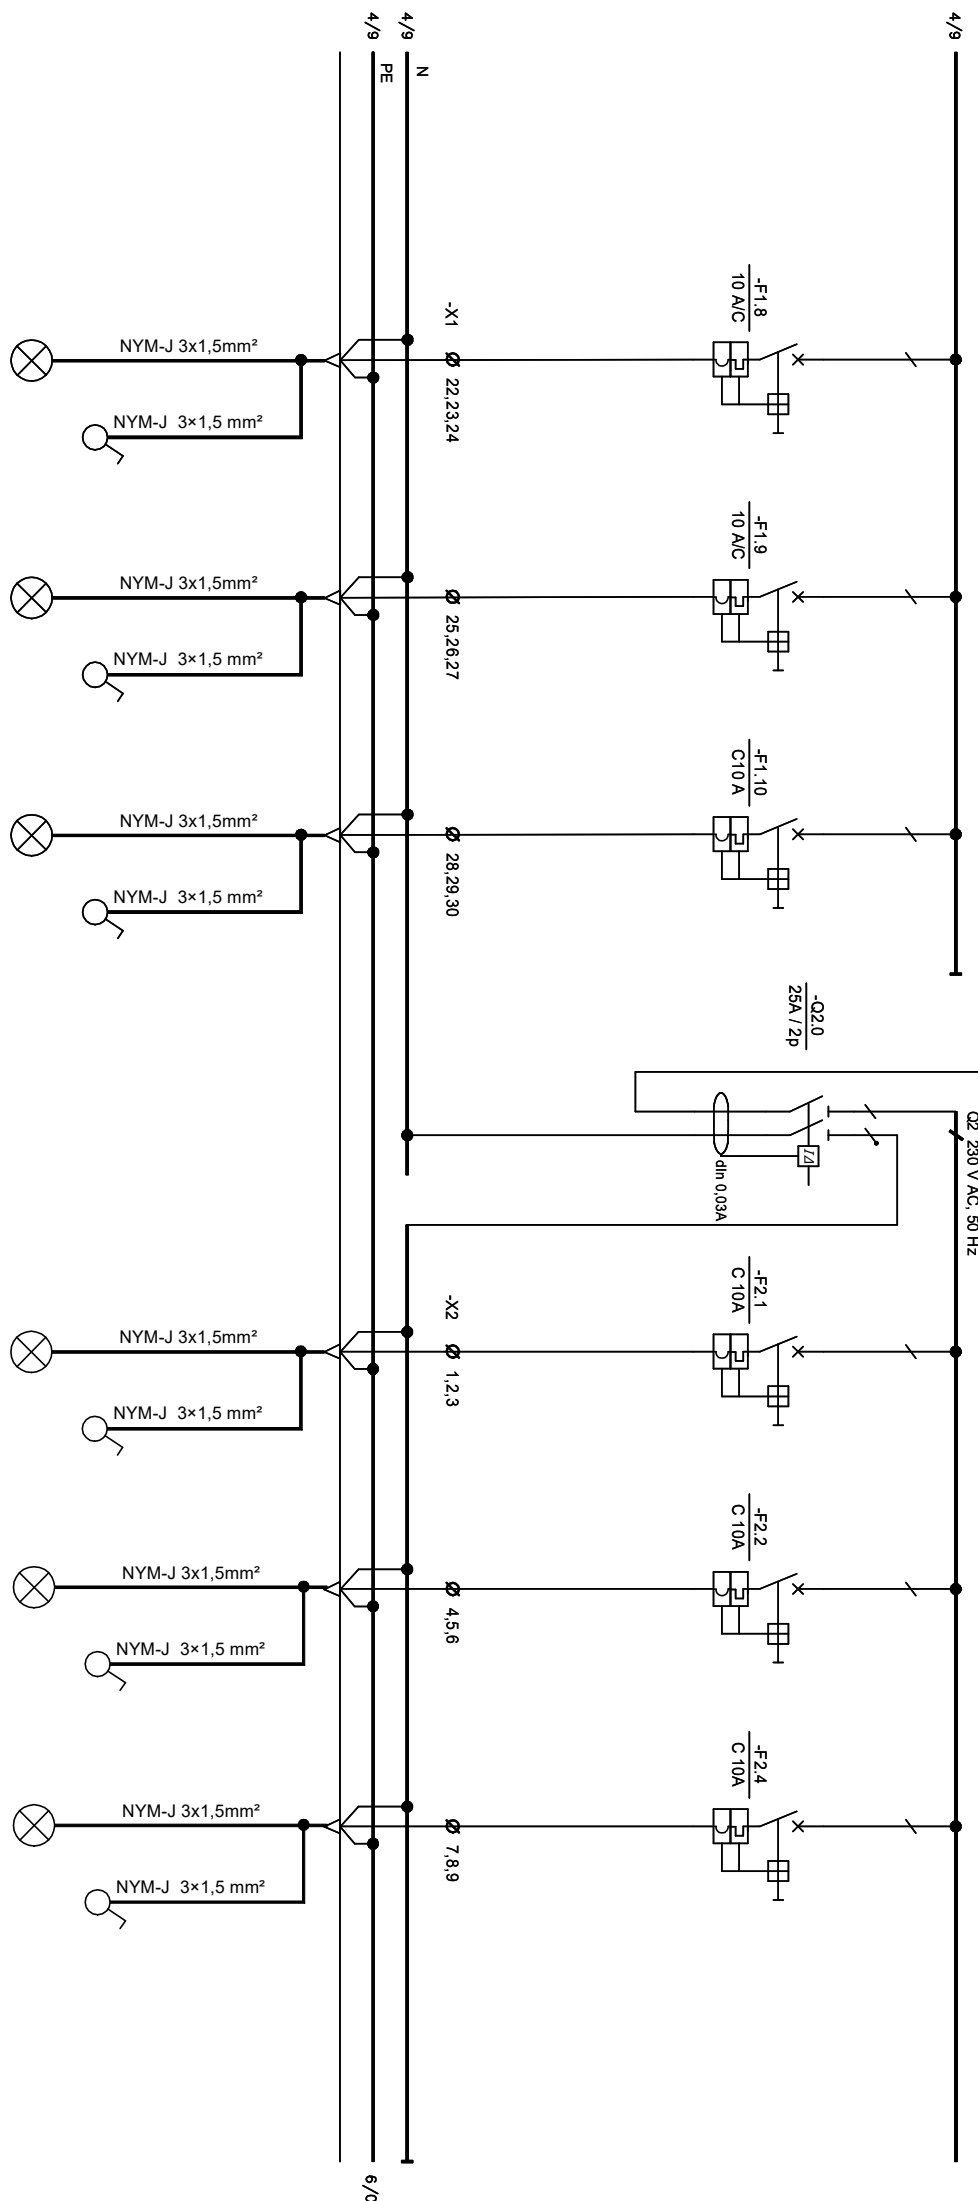 4/9
4/9
4/9
PE
N
-F1.8
10 A/C
-X1
22,23,24
NYM-J 3x1,5mm²
NYM-J 3×1,5 mm²
-F1.9
10 A/C
25,26,27
NYM-J 3x1,5mm²
NYM-J 3×1,5 mm²
-F1.10
C10 A
28,29,30
NYM-J 3x1,5mm²
NYM-J 3×1,5 mm²
-Q2.0
25A / 2p
Q2 230 V AC, 50 Hz
I∆
dIn 0,03A
-F2.1
C 10A
-X2
1,2,3
NYM-J 3x1,5mm²
NYM-J 3×1,5 mm²
-F2.2
C 10A
4,5,6
NYM-J 3x1,5mm²
NYM-J 3×1,5 mm²
-F2.4
C 10A
7,8,9
NYM-J 3x1,5mm²
NYM-J 3×1,5 mm²
6/0